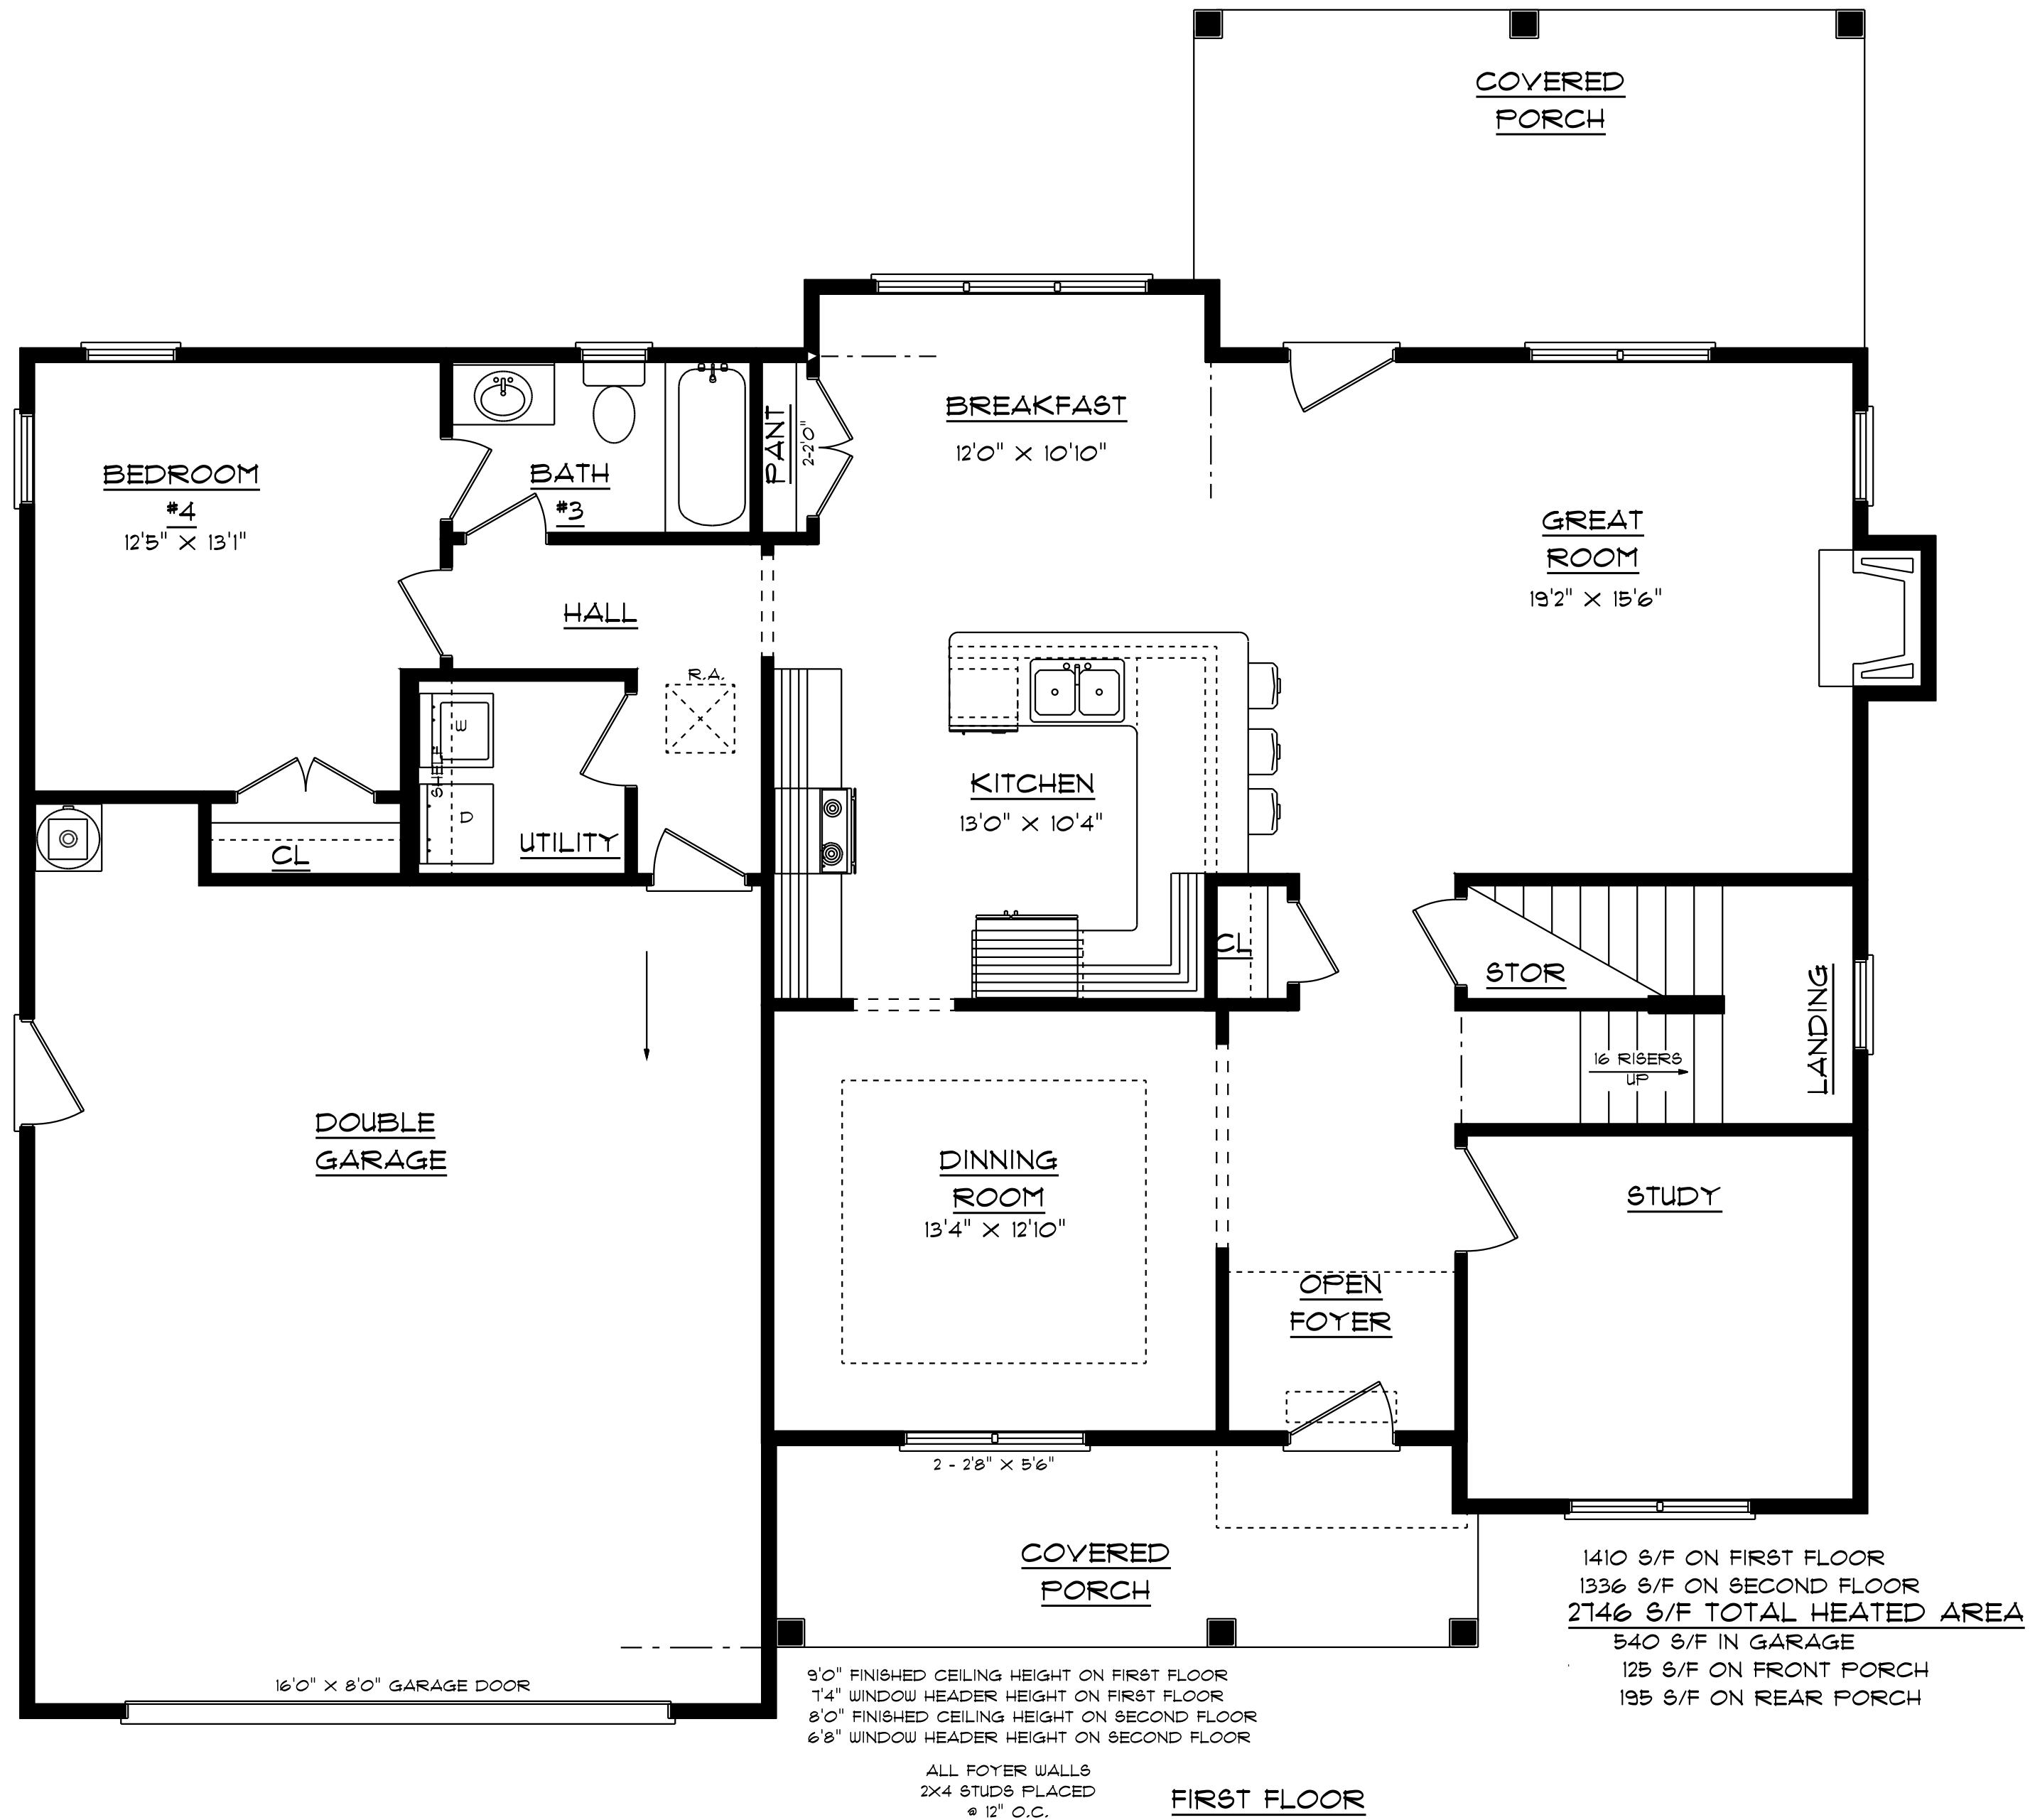 COVERED
PORCH
BREAKFAST
12'0" X 10'10"
PANT
2-2'0"
BEDROOM
#4
12'5" X 13'1"
BATH
#3
GREAT
ROOM
19'2" X 15'6"
HALL
R.A.
W
SHELF
D
UTILITY
CL
KITCHEN
13'0" X 10'4"
CL
STOR
LANDING
16 RISERS
UP
DOUBLE
GARAGE
DINNING
ROOM
13'4" X 12'10"
STUDY
OPEN
FOYER
2 - 2'8" X 5'6"
COVERED
PORCH
1410 S/F ON FIRST FLOOR
1336 S/F ON SECOND FLOOR
2746 S/F TOTAL HEATED AREA
540 S/F IN GARAGE
125 S/F ON FRONT PORCH
195 S/F ON REAR PORCH
16'0" X 8'0" GARAGE DOOR
9'0" FINISHED CEILING HEIGHT ON FIRST FLOOR
7'4" WINDOW HEADER HEIGHT ON FIRST FLOOR
8'0" FINISHED CEILING HEIGHT ON SECOND FLOOR
6'8" WINDOW HEADER HEIGHT ON SECOND FLOOR
ALL FOYER WALLS
2X4 STUDS PLACED
@ 12" O.C.
FIRST FLOOR